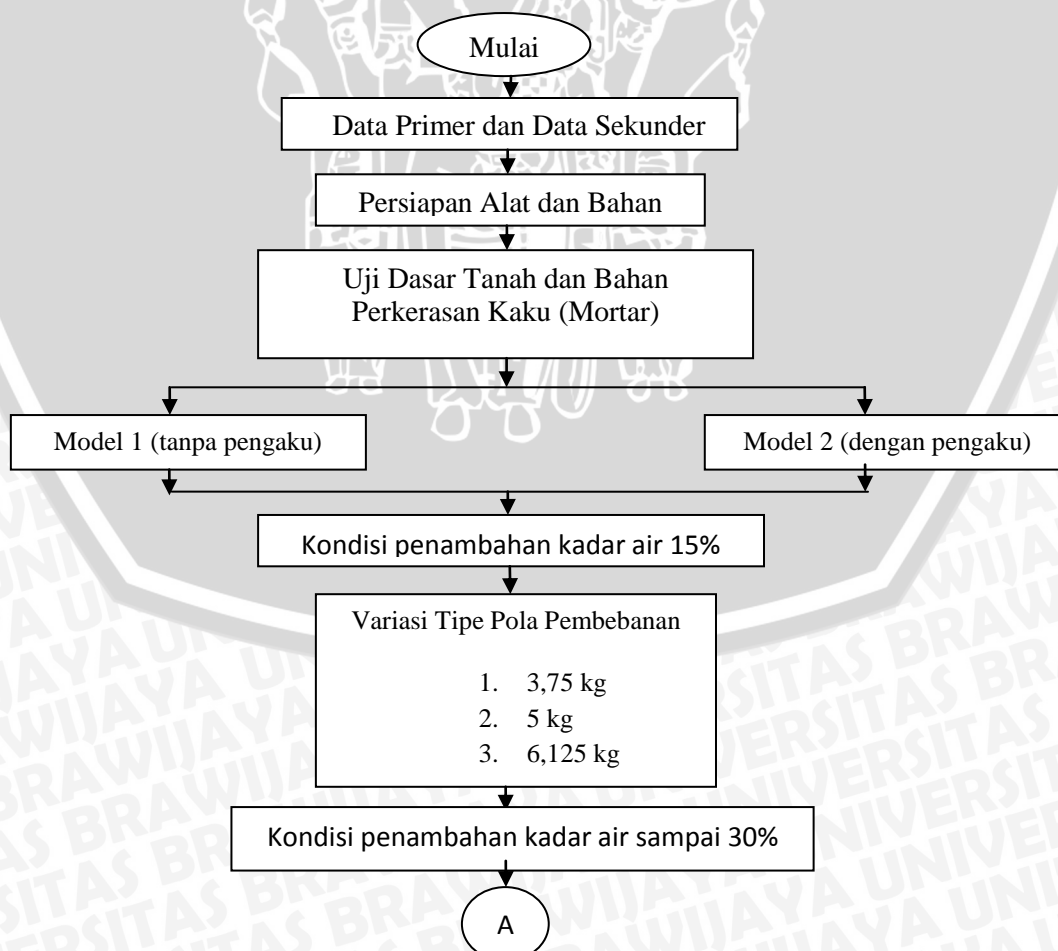 Mulai
Data Primer dan Data Sekunder
Persiapan Alat dan Bahan
Uji Dasar Tanah dan Bahan
Perkerasan Kaku (Mortar)
Model 1 (tanpa pengaku)
Model 2 (dengan pengaku)
Kondisi penambahan kadar air 15%
Variasi Tipe Pola Pembebanan
1. 3,75 kg
2. 5 kg
3. 6,125 kg
Kondisi penambahan kadar air sampai 30%
A